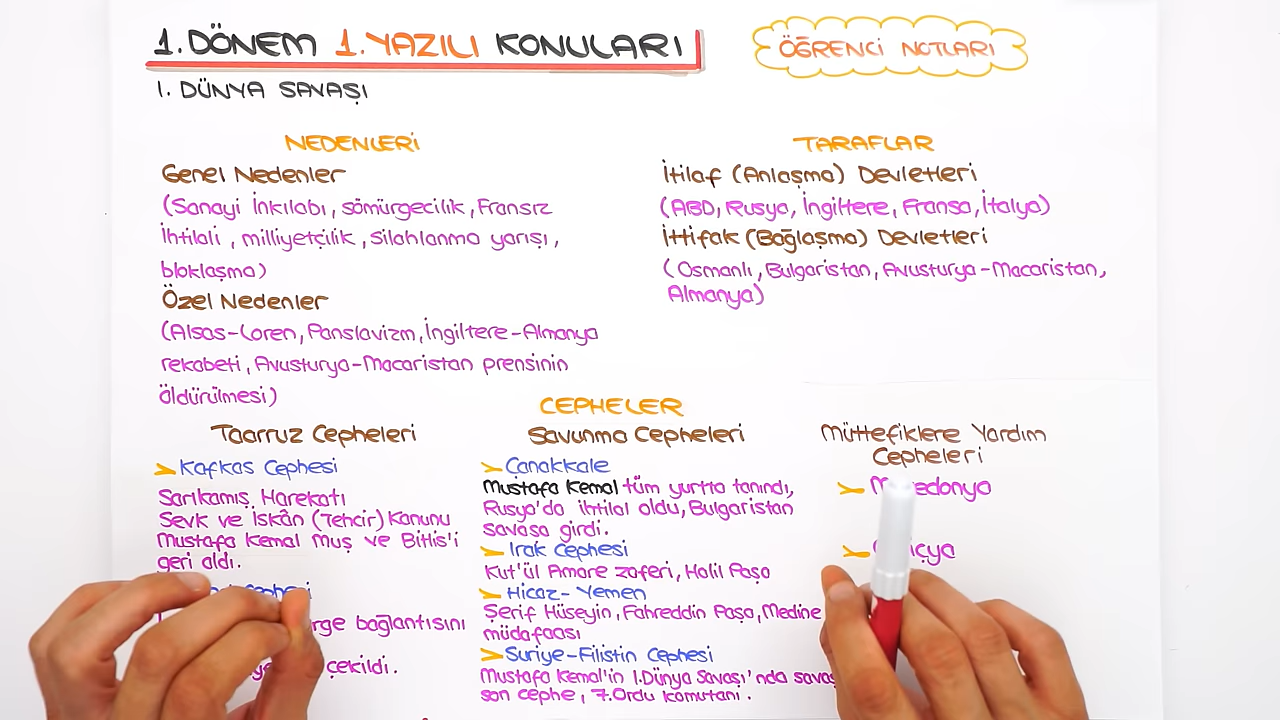 1.DÖNEM 1.YAZILI KONULARI
ÖĞRENCİ NOTLARI
1. DÜNYA SAVAŞI
NEDENLERİ
Genel Nedenler
(Sanayi İnkılabı, sömürgecilik, Fransız
İhtilali, milliyetçilik, silahlanma yarışı,
bloklaşma)
Özel Nedenler
(Alsas-Loren, Panslavizm, İngiltere-Almanya
rekabeti, Avusturya-Macaristan prensinin
öldürülmesi)
TARAFLAR
İtilaf (Anlaşma) Devletleri
(ABD, Rusya, İngiltere, Fransa, İtalya)
İttifak (Bağlaşma) Devletleri
(Osmanlı, Bulgaristan, Avusturya-Macaristan,
Almanya)
CEPHELER
Taarruz Cepheleri
➤ Kafkas Cephesi
Sarıkamış Harekatı
Sevk ve İskân (Tehcir) Kanunu
Mustafa Kemal Muş ve Bitlis'i
geri aldı.
bağlantısını
çekildi.
Savunma Cepheleri
➤ Çanakkale
Mustafa Kemal tüm yurtta tanındı,
Rusya'da ihtilal oldu, Bulgaristan
savaşa girdi.
➤ Irak Cephesi
Kut'ül Amare zaferi, Halil Paşa
➤ Hicaz-Yemen
Şerif Hüseyin, Fahreddin Paşa, Medine
müdafaası
➤ Suriye-Filistin Cephesi
Mustafa Kemal'in 1.Dünya Savaşı'nda
son cephe, 7.Ordu komutanı.
Müttefiklere Yardım
Cepheleri